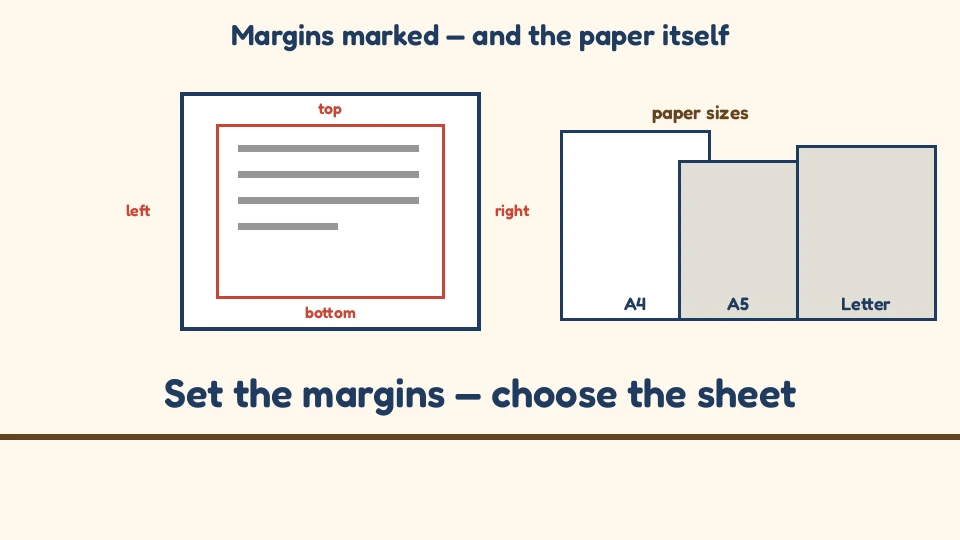 Margins marked — and the paper itself
top
left
right
bottom
paper sizes
A4
A5
Letter
Set the margins — choose the sheet